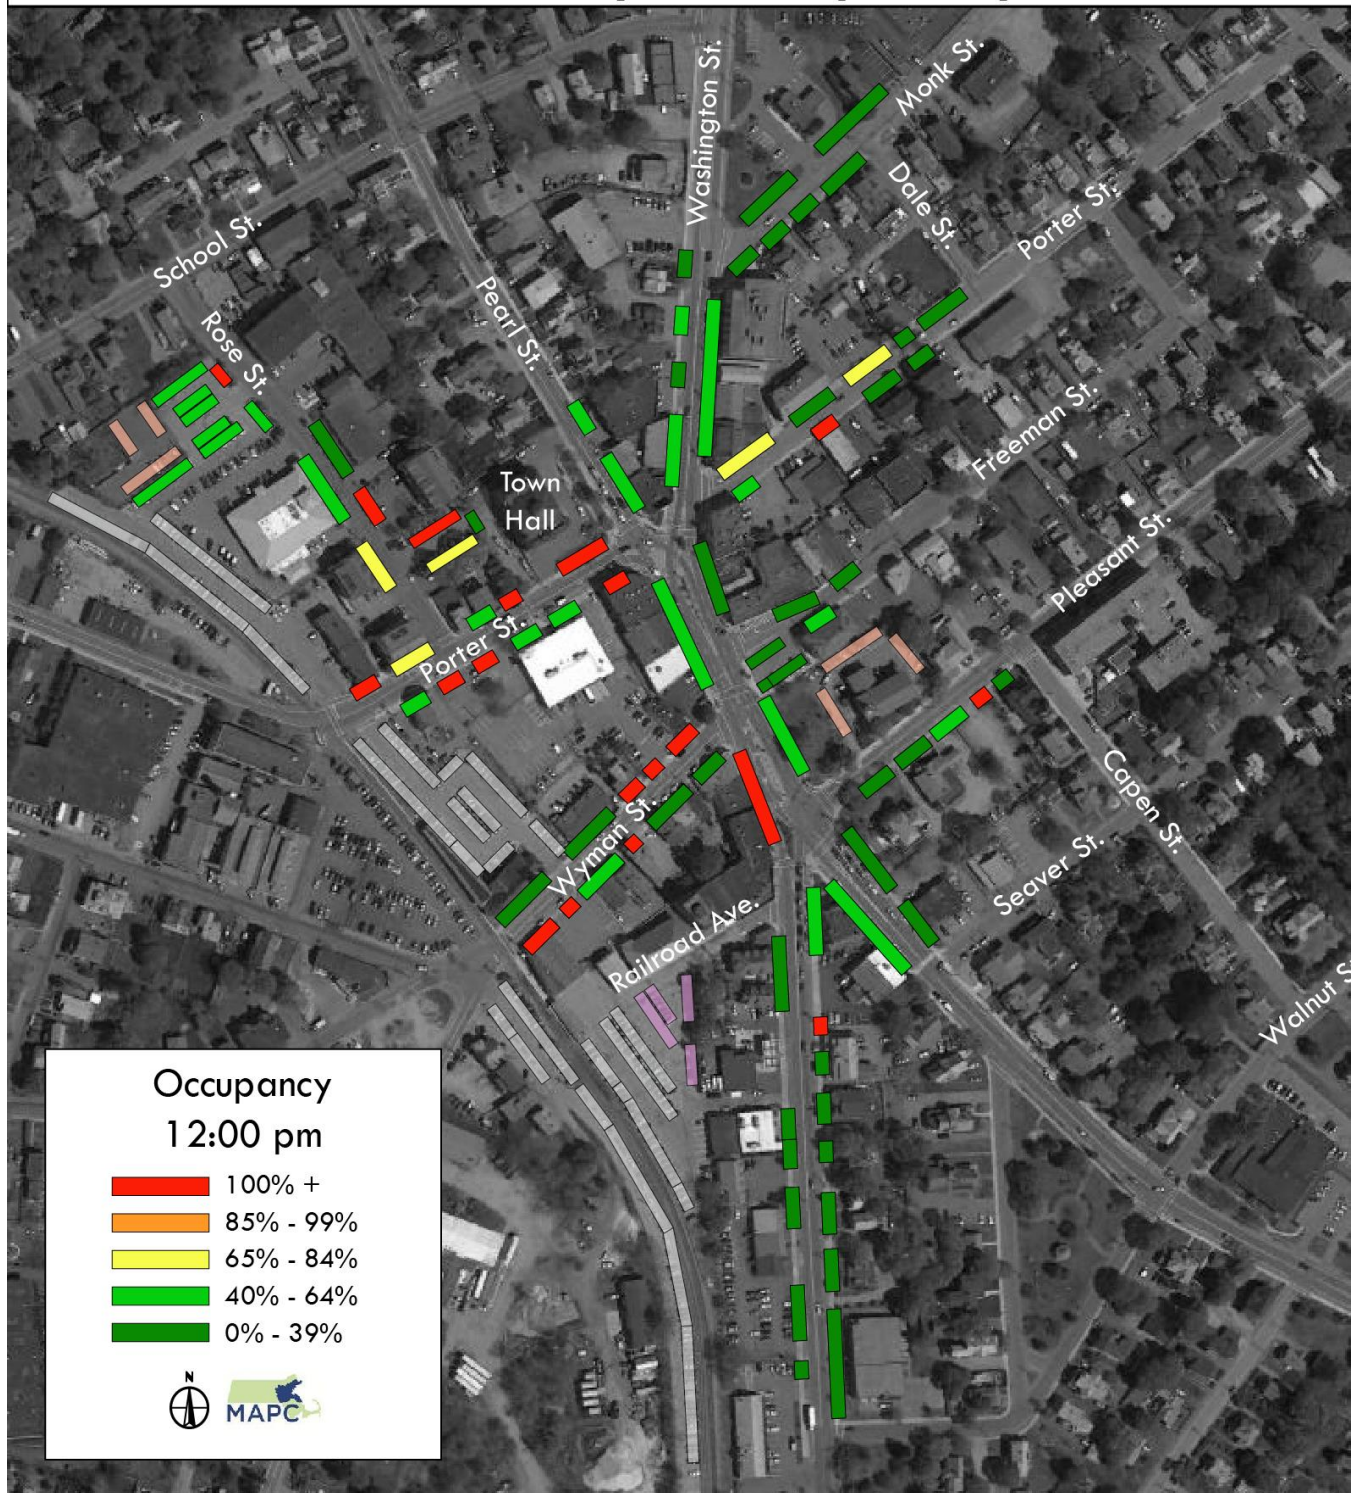 Washington St.
Monk St.
Dale St.
Porter St.
School St.
Pearl St.
Rose St.
Freeman St.
Town
Hall
Pleasant St.
Porter St.
Capen St.
Wyman St.
Seaver St.
Railroad Ave.
Walnut S
Occupancy
12:00 pm
100% +
85% - 99%
65% - 84%
40% - 64%
0% - 39%
N
MAPC